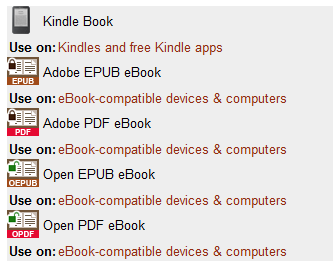 Kindle Book
Use on: Kindles and free Kindle apps
EPUB Adobe EPUB eBook
Use on: eBook-compatible devices & computers
PDF Adobe PDF eBook
Use on: eBook-compatible devices & computers
OEPUB Open EPUB eBook
Use on: eBook-compatible devices & computers
OPDF Open PDF eBook
Use on: eBook-compatible devices & computers